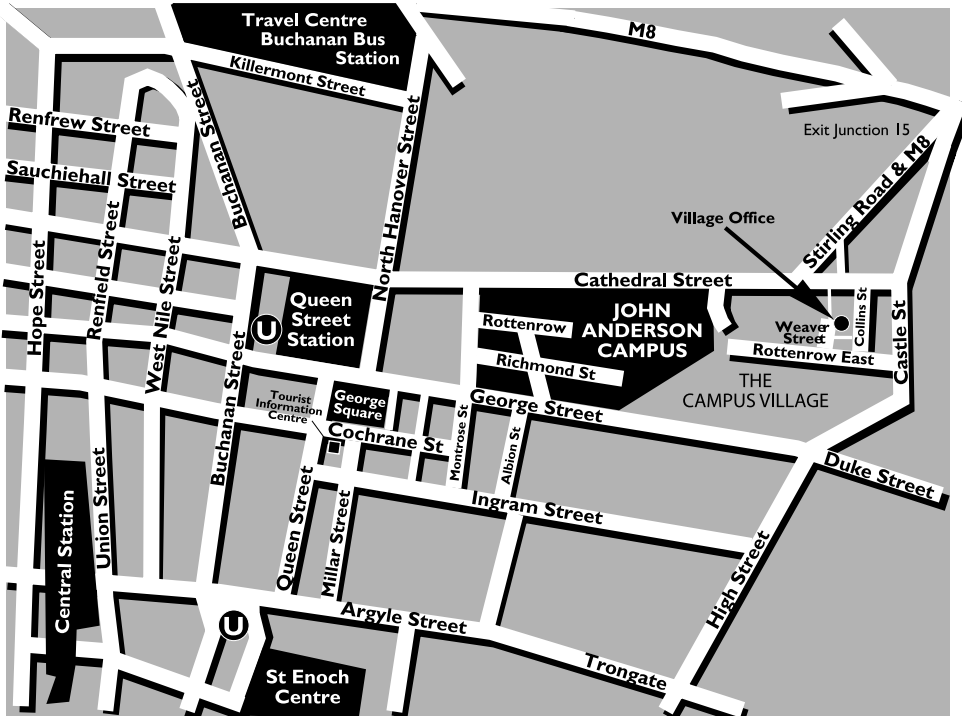 Travel Centre
Buchanan Bus
Station
M8
Killermont Street
Renfrew Street
Buchanan Street
North Hanover Street
Exit Junction 15
Stirling Road & M8
Sauchiehall Street
Village Office
Hope Street
Renfield Street
West Nile Street
Cathedral Street
Queen
Street
Station
U
JOHN
ANDERSON
CAMPUS
Rottenrow
Richmond St
Weaver
Street
Collins St
Rottenrow East
Castle St
THE
CAMPUS VILLAGE
Buchanan Street
Tourist
Information
Centre
George
Square
George Street
Cochrane St
Montrose St
Albion St
Duke Street
Union Street
Central Station
Queen Street
Millar Street
Ingram Street
High Street
U
Argyle Street
Trongate
St Enoch
Centre